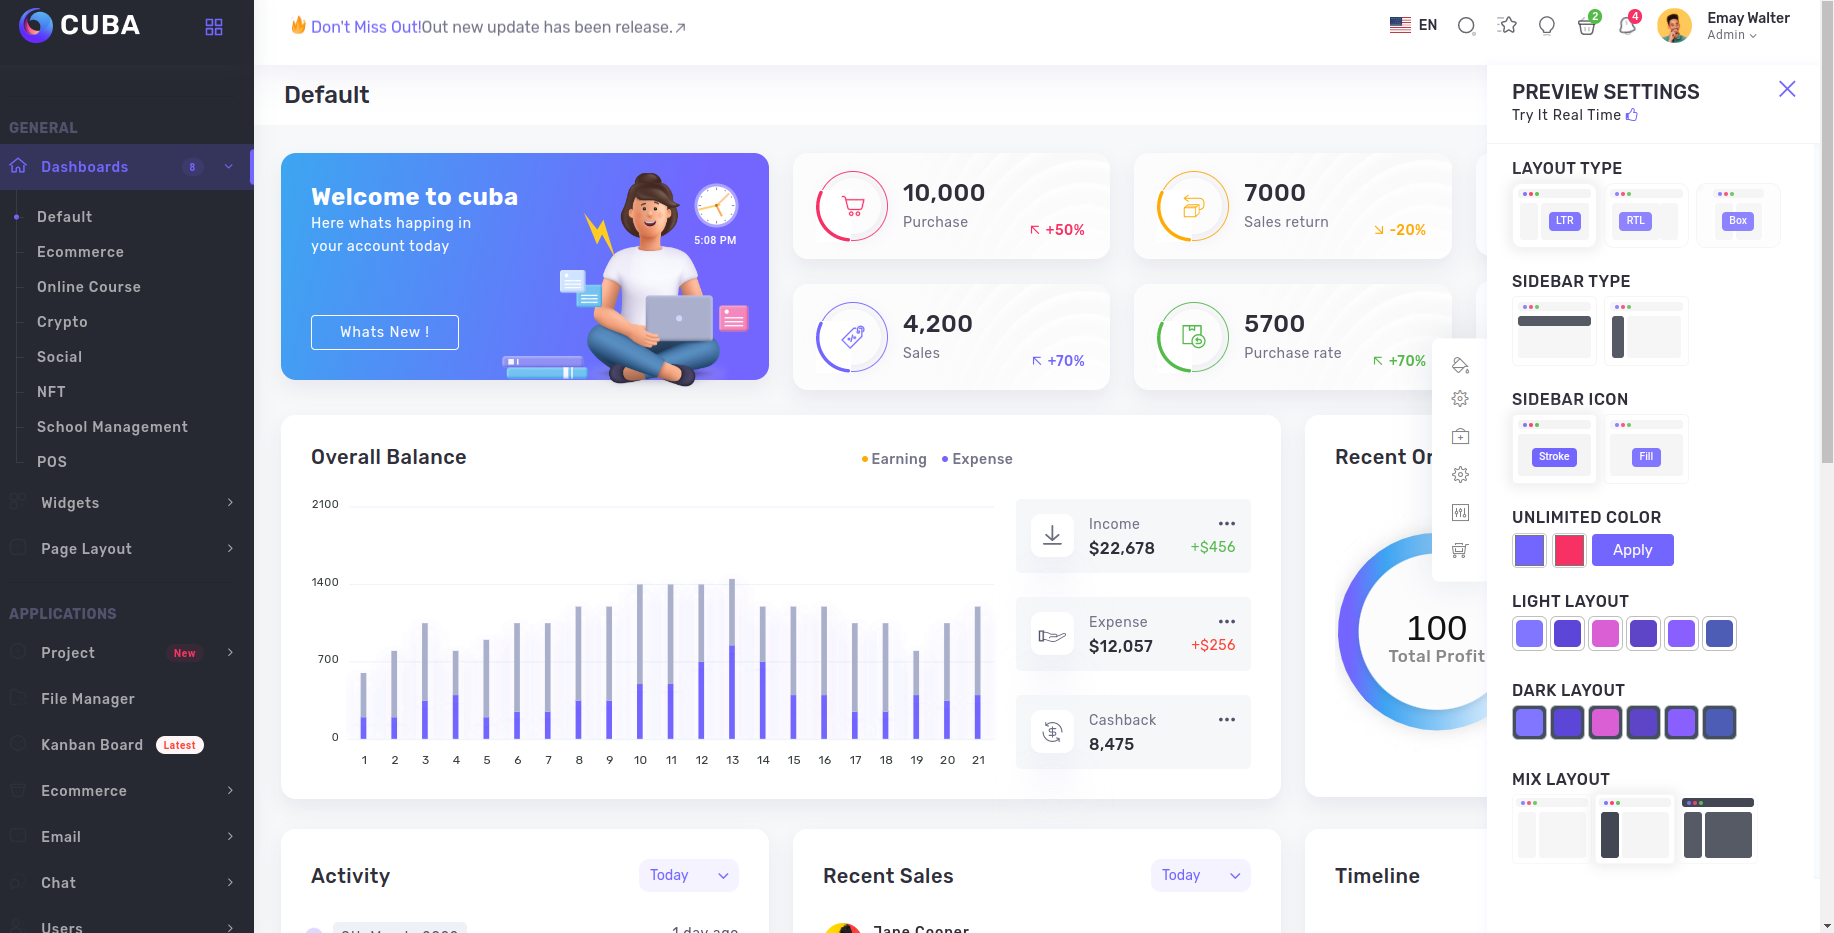 CUBA
Don't Miss Out! Out new update has been release.
EN
2
4
Emay Walter
Admin
GENERAL
Dashboards
8
Default
Ecommerce
Online Course
Crypto
Social
NFT
School Management
POS
Widgets
Page Layout
APPLICATIONS
Project
New
File Manager
Kanban Board
Latest
Ecommerce
Email
Chat
Users
Default
Welcome to cuba
Here whats happing in
your account today
Whats New !
5:08 PM
10,000
Purchase
+50%
7000
Sales return
-20%
4,200
Sales
+70%
5700
Purchase rate
+70%
Overall Balance
Earning
Expense
2100
1400
700
0
1 2 3 4 5 6 7 8 9 10 11 12 13 14 15 16 17 18 19 20 21
Income
$22,678
+$456
Expense
$12,057
+$256
Cashback
8,475
Recent
100
Total Profit
Activity
Today
1 day ago
Recent Sales
Today
Jane Cooper
Timeline
PREVIEW SETTINGS
Try It Real Time
LAYOUT TYPE
LTR
RTL
Box
SIDEBAR TYPE
SIDEBAR ICON
Stroke
Fill
UNLIMITED COLOR
Apply
LIGHT LAYOUT
DARK LAYOUT
MIX LAYOUT